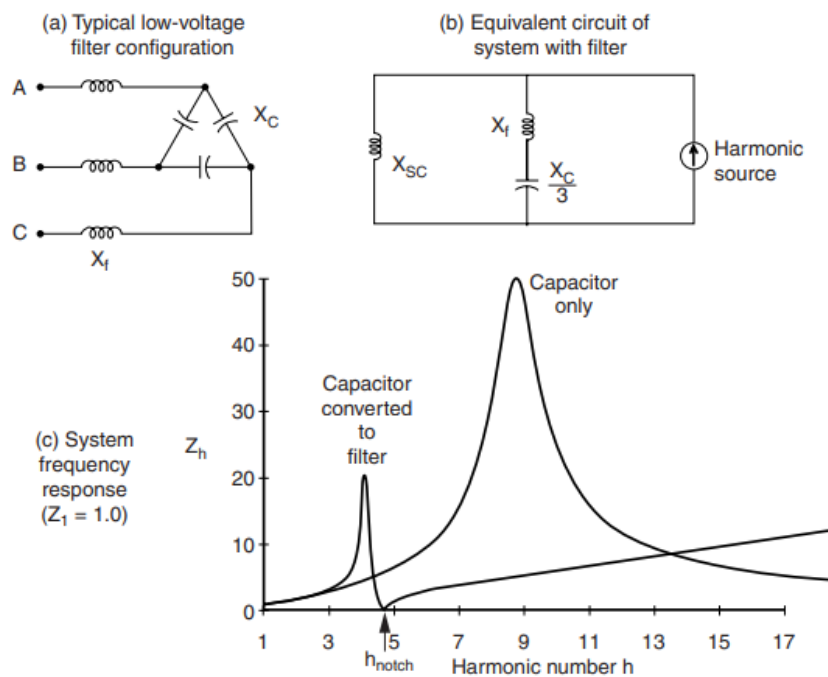 (a) Typical low-voltage
filter configuration
A
X_C
B
C
X_f
(b) Equivalent circuit of
system with filter
X_f
X_SC
X_C
3
Harmonic
source
(c) System
frequency
response
(Z_1 = 1.0)
Z_h
50
40
30
20
10
0
Capacitor
only
Capacitor
converted
to
filter
1 3 5 7 9 11 13 15 17
h_notch
Harmonic number h